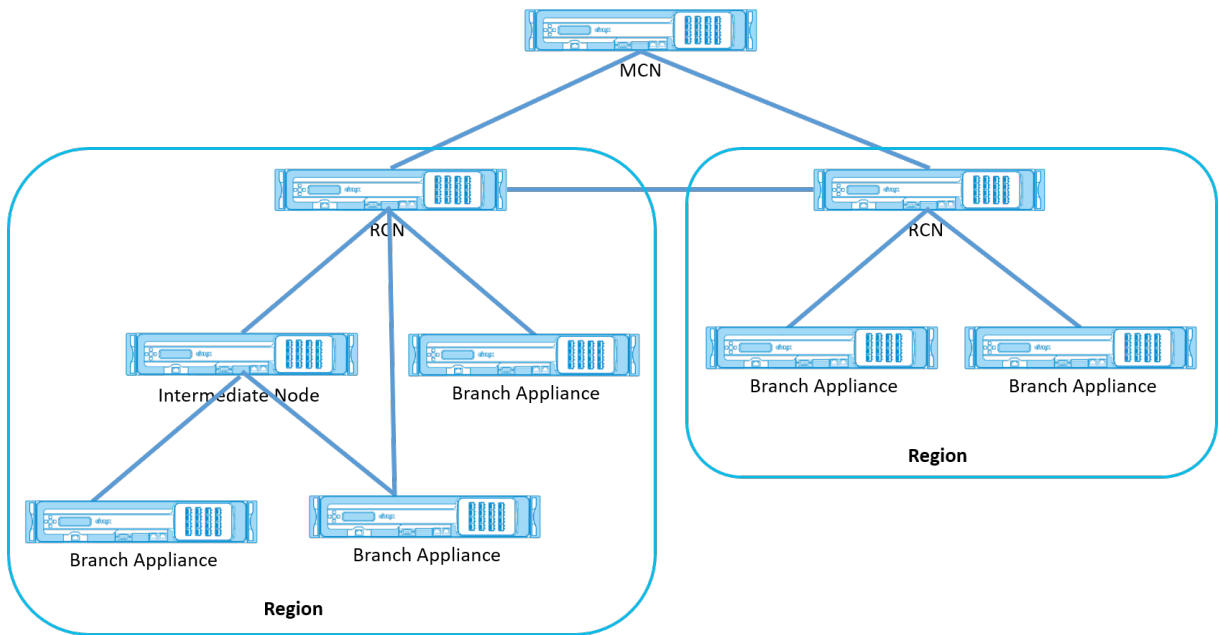 MCN
RCN
RCN
Intermediate Node
Branch Appliance
Branch Appliance
Branch Appliance
Region
Branch Appliance
Branch Appliance
Region